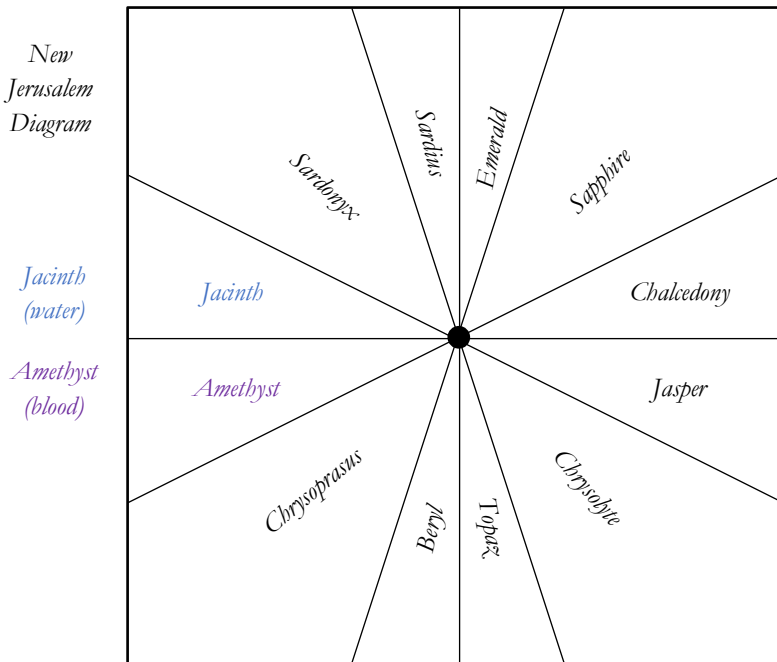 New
Jerusalem
Diagram
Sardius
Emerald
Sardonyx
Sapphire
Jacinth
(water)
Jacinth
Chalcedony
Amethyst
(blood)
Amethyst
Jasper
Chrysoprasus
Beryl
Topaz
Chrysolyte